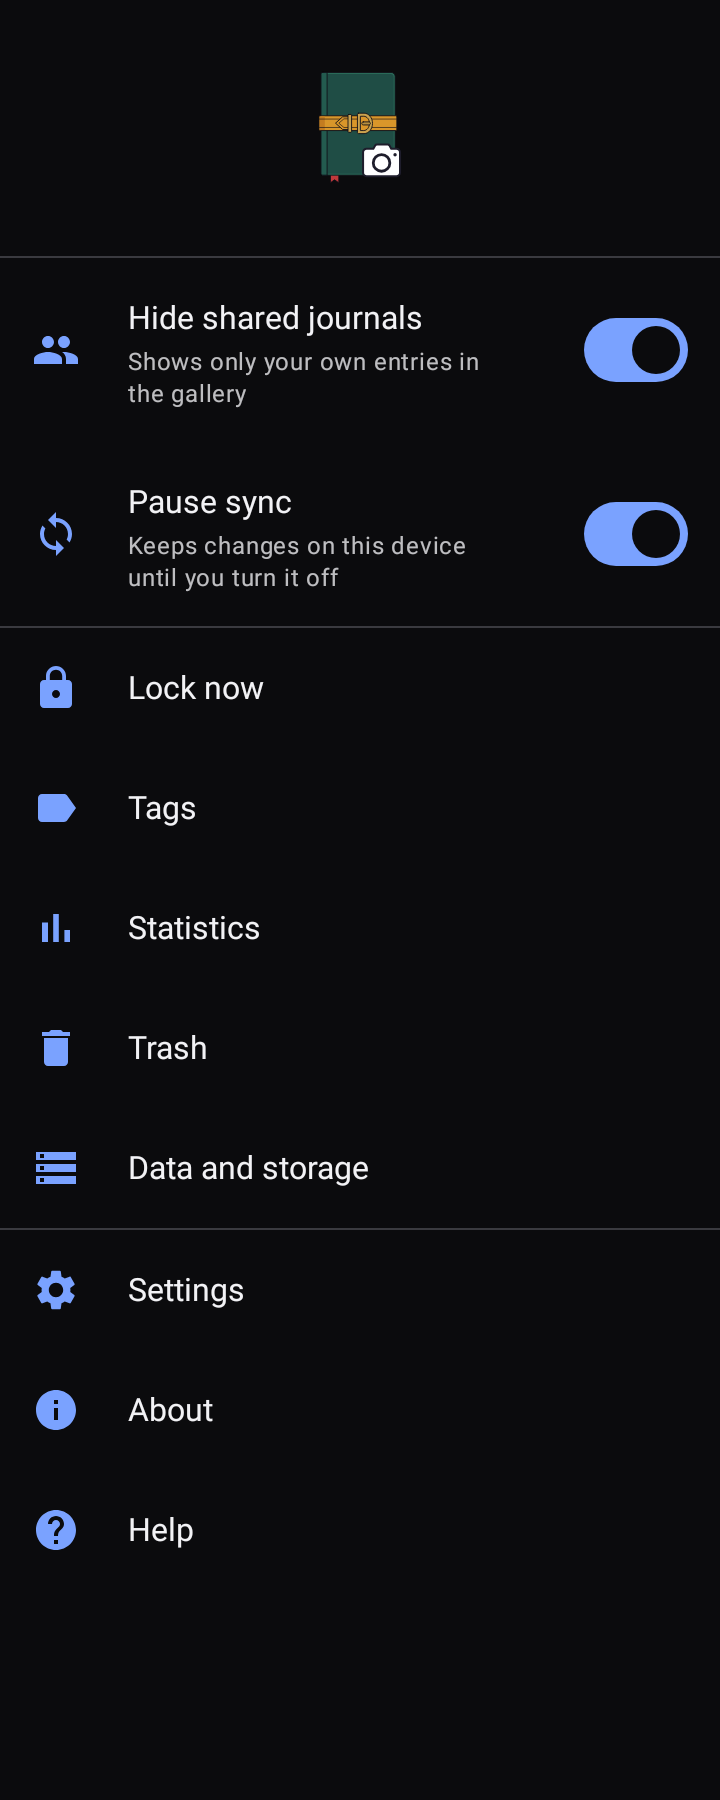 Hide shared journals
Shows only your own entries in
the gallery
Pause sync
Keeps changes on this device
until you turn it off
Lock now
Tags
Statistics
Trash
Data and storage
Settings
About
Help